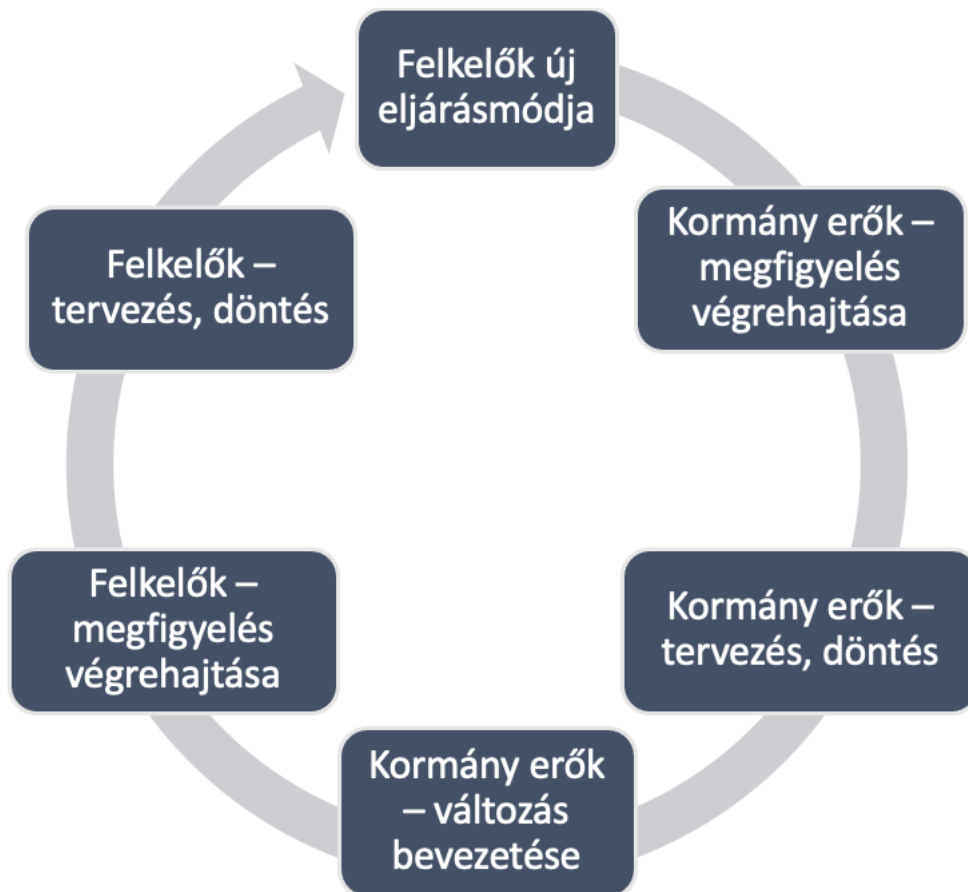 Felkelők új
eljárásmódja
Kormány erők –
megfigyelés
végrehajtása
Kormány erők –
tervezés, döntés
Kormány erők
– változás
bevezetése
Felkelők –
megfigyelés
végrehajtása
Felkelők –
tervezés, döntés